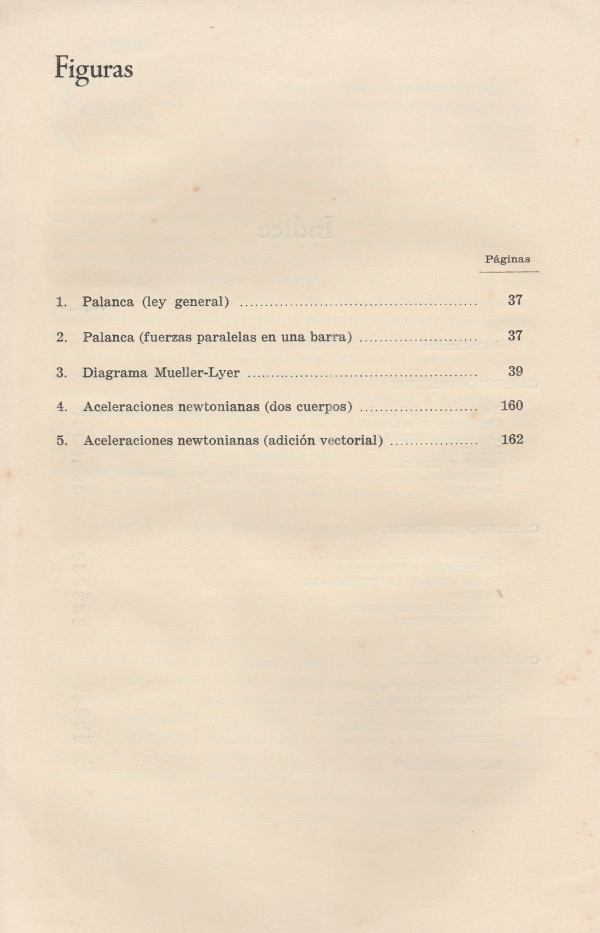 Figuras
Páginas
1. Palanca (ley general) ................................................ 37
2. Palanca (fuerzas paralelas en una barra) ........................ 37
3. Diagrama Mueller-Lyer ............................................... 39
4. Aceleraciones newtonianas (dos cuerpos) ........................ 160
5. Aceleraciones newtonianas (adición vectorial) .................. 162